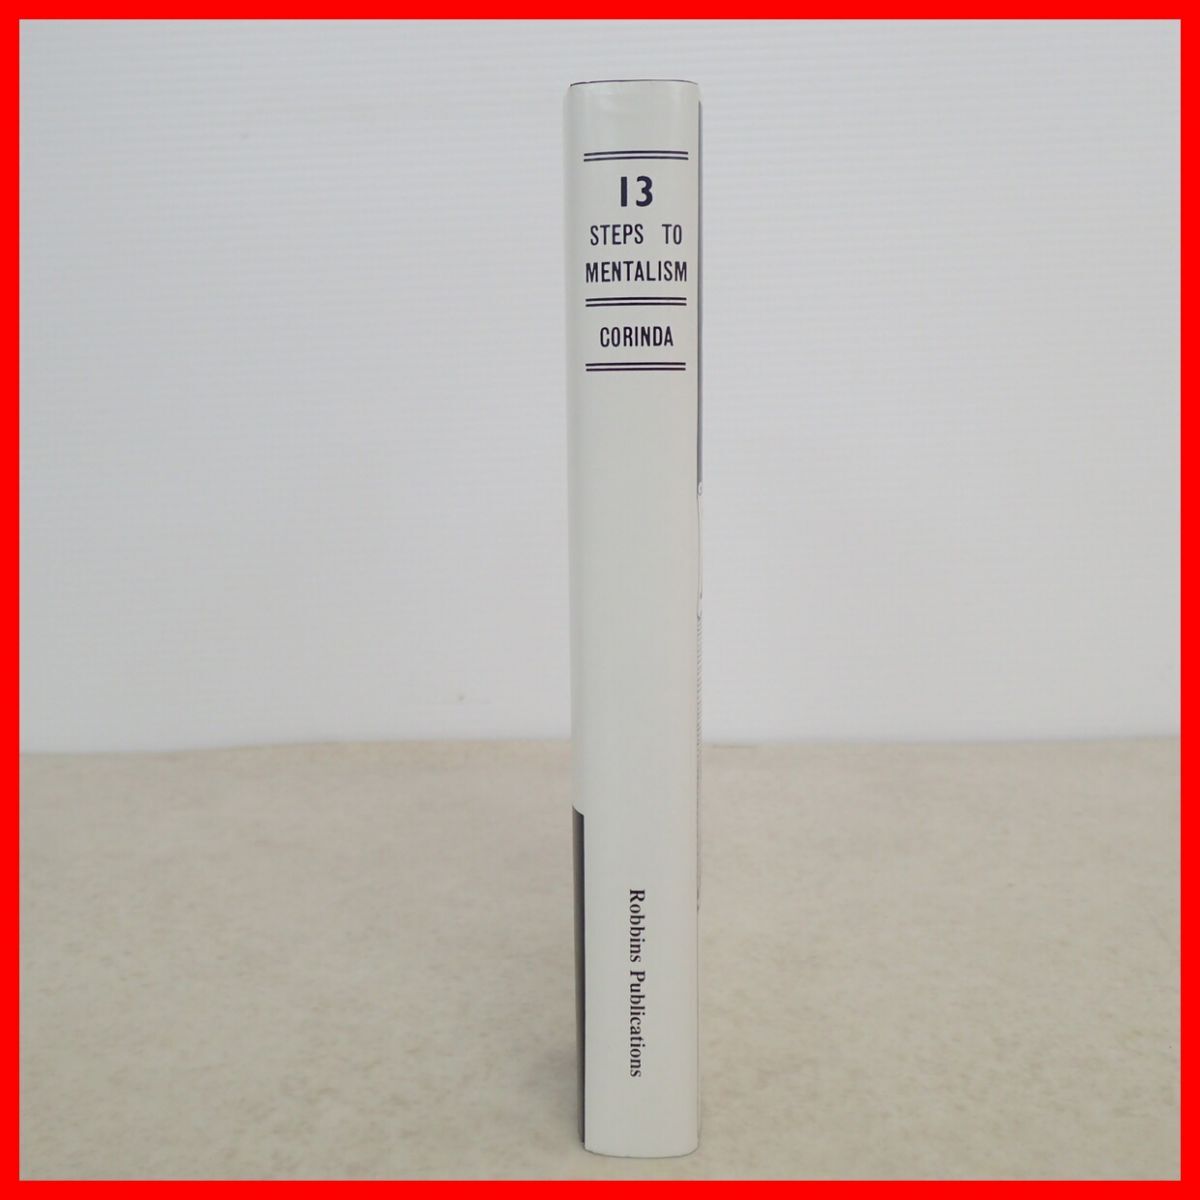 13
STEPS TO
MENTALISM
CORINDA
Robbins Publications